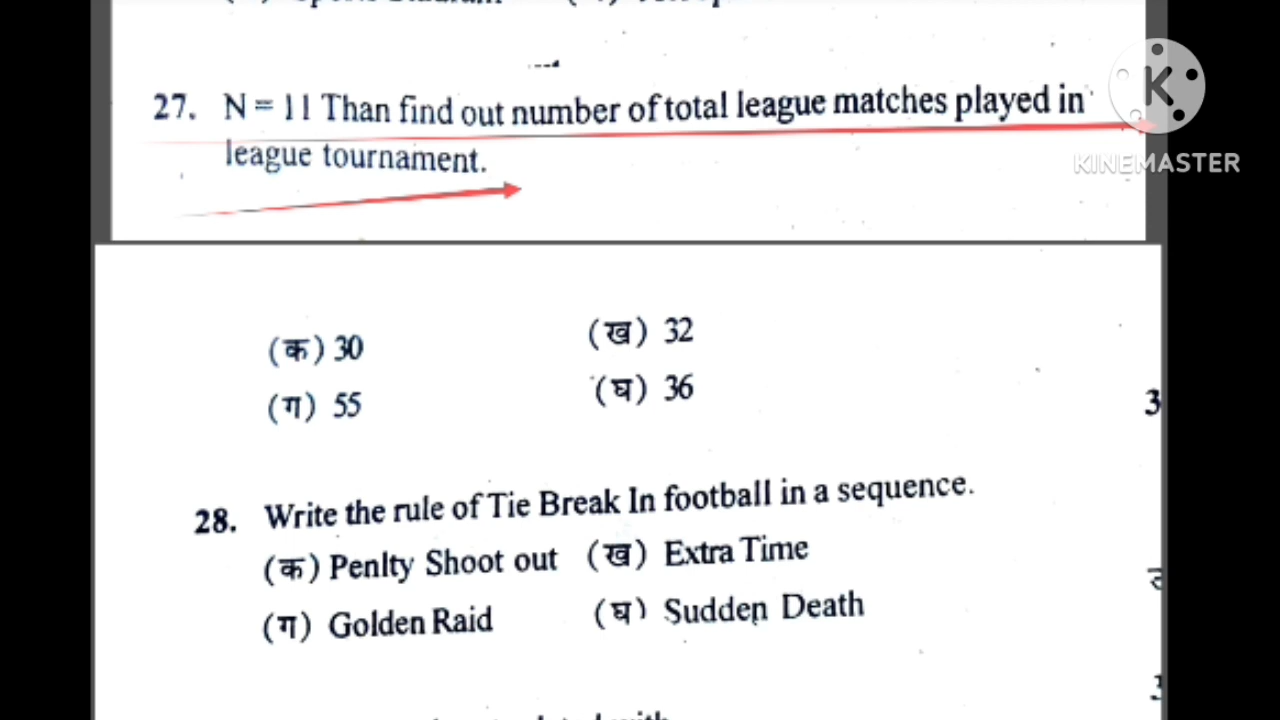 27. N = 11 Than find out number of total league matches played in
league tournament.
K
KINEMASTER
(क) 30 (ख) 32
(ग) 55 (घ) 36
3
28. Write the rule of Tie Break In football in a sequence.
(क) Penlty Shoot out (ख) Extra Time
(ग) Golden Raid (घ) Sudden Death